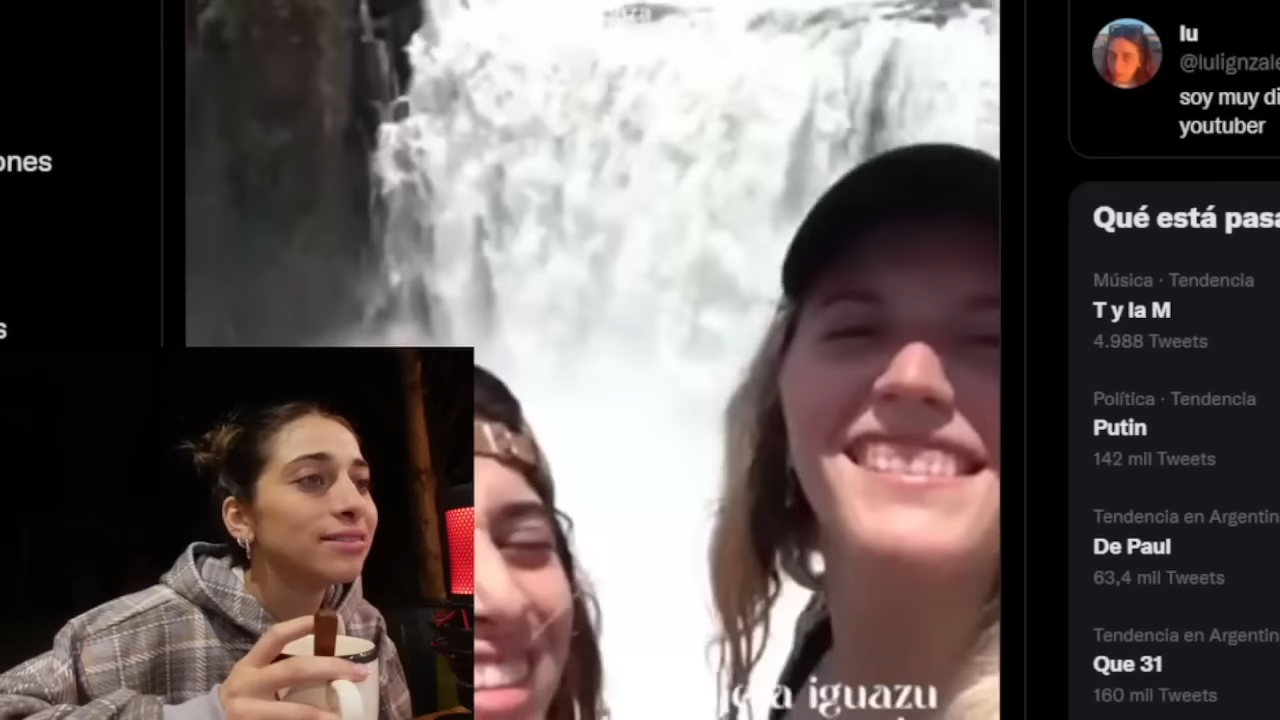 ones
s
iguazu
lu
@lulignzale
soy muy di
youtuber
Qué está pasa
Música · Tendencia
T y la M
4.988 Tweets
Política · Tendencia
Putin
142 mil Tweets
Tendencia en Argentin
De Paul
63,4 mil Tweets
Tendencia en Argentin
Que 31
160 mil Tweets